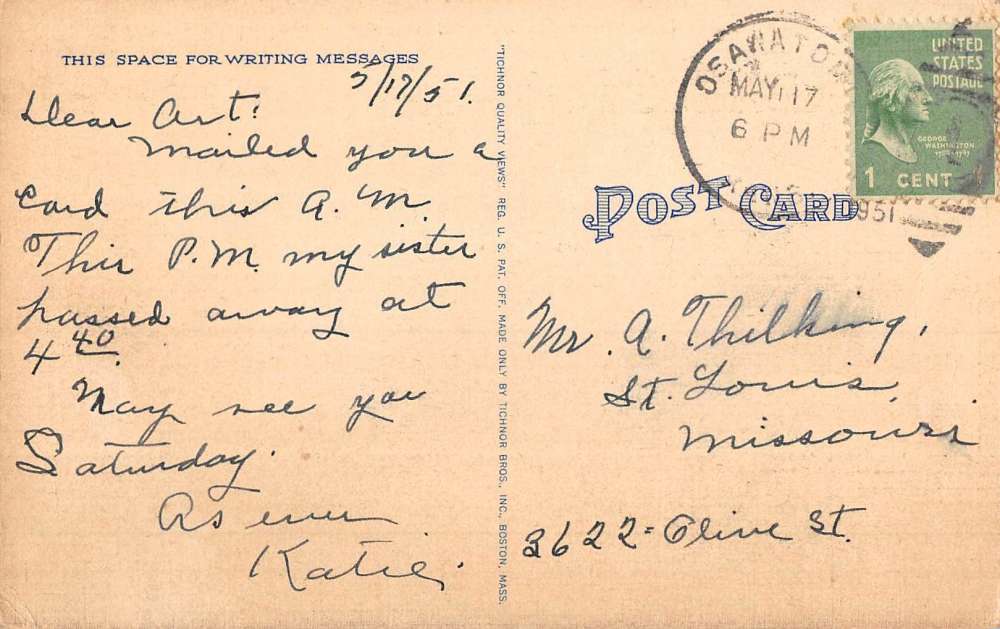 THIS SPACE FOR WRITING MESSAGES
5/17/51.
Dear Art:
Mailed you a
card this A.M.
This P.M. my sister
passed away at
4 40.
May see you
Saturday.
As ever
Katie.
"TICHNOR QUALITY VIEWS" REG. U. S. PAT. OFF. MADE ONLY BY TICHNOR BROS., INC., BOSTON, MASS.
OSAWATOM
MAY 17
6 PM
1951
UNITED
STATES
POSTAGE
GEORGE
WASHINGTON
1 CENT
POST CARD
Mr. A. Thilking,
St. Louis,
Missouri
3622 = Olive St.